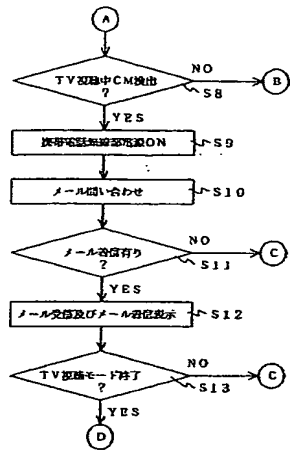 A
TV視聴中CM検出
?
NO
B
S8
YES
携帯電話無線部電源ON
S9
メール問い合わせ
S10
メール着信有り
?
NO
C
S11
YES
メール受信及びメール着信表示
S12
TV視聴モード終了
?
NO
C
S13
YES
D